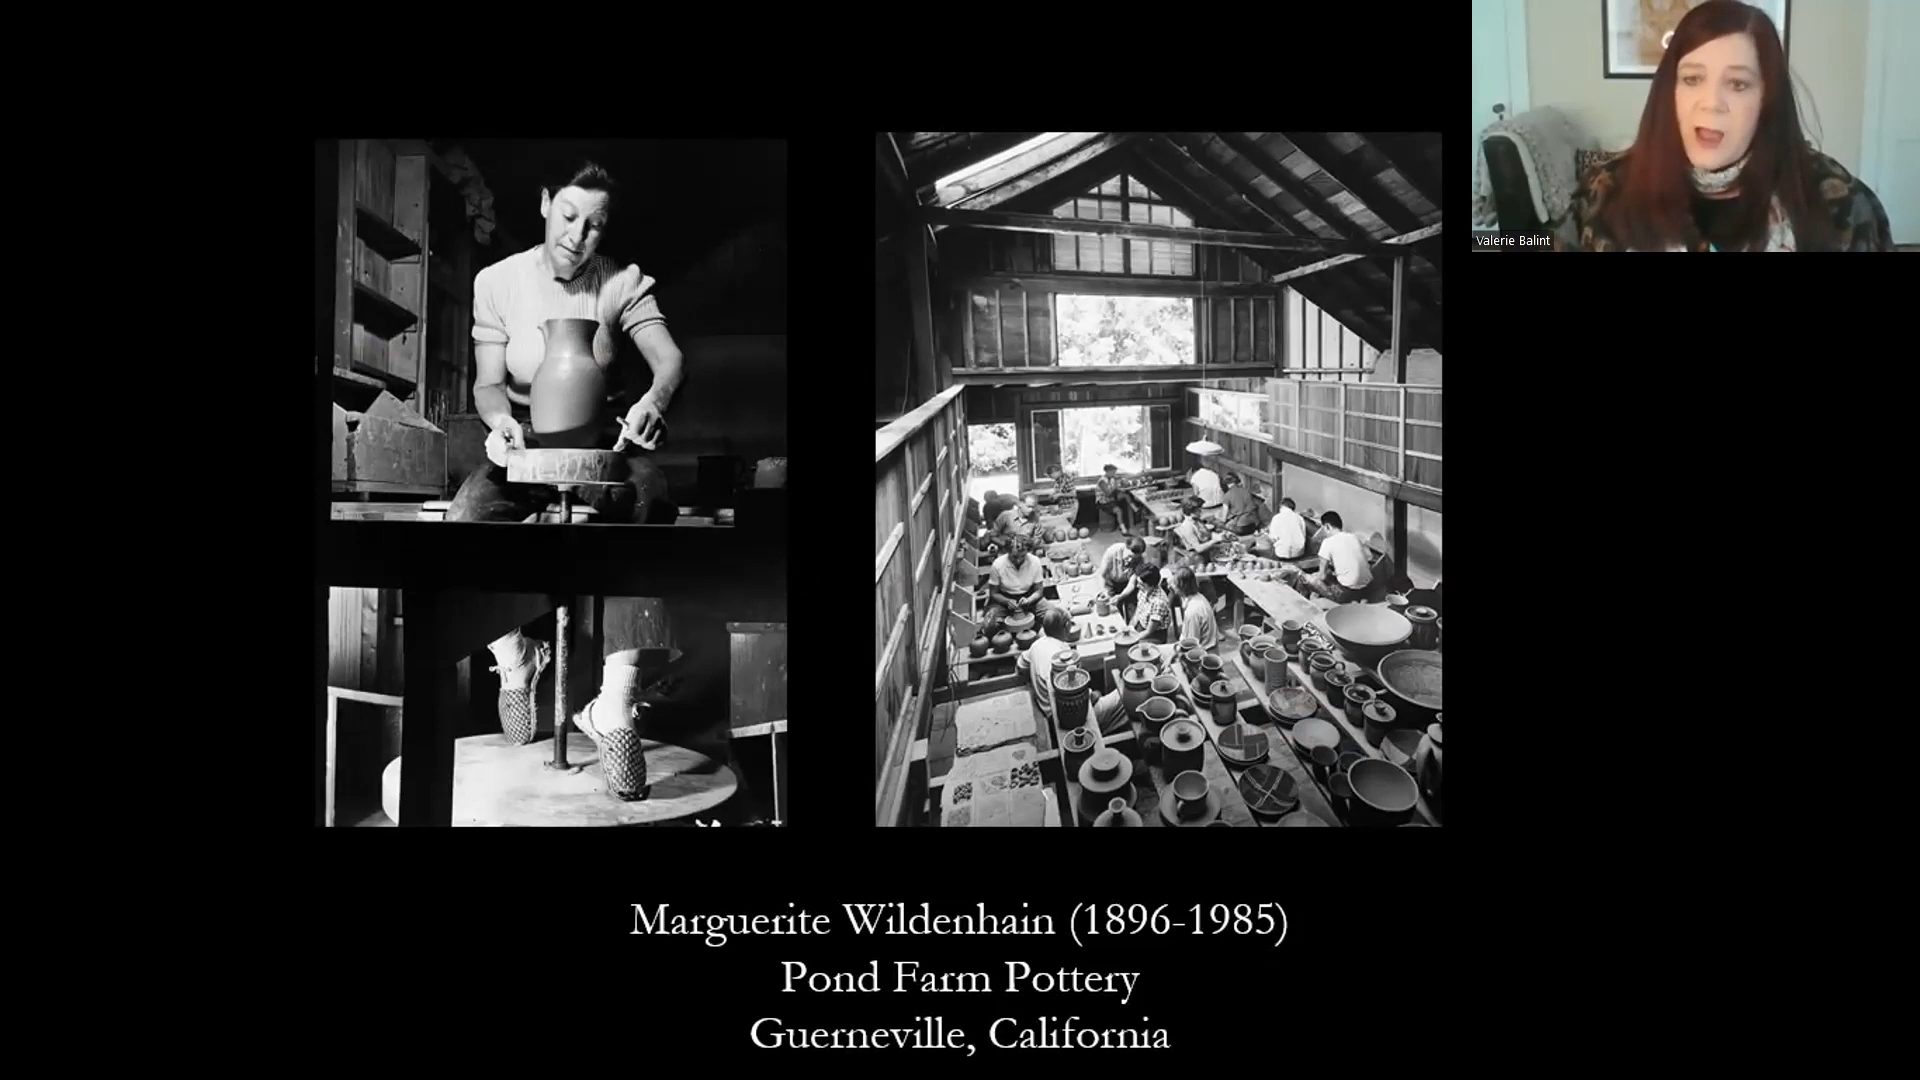 Valerie Balint
Marguerite Wildenhain (1896-1985)
Pond Farm Pottery
Guerneville, California